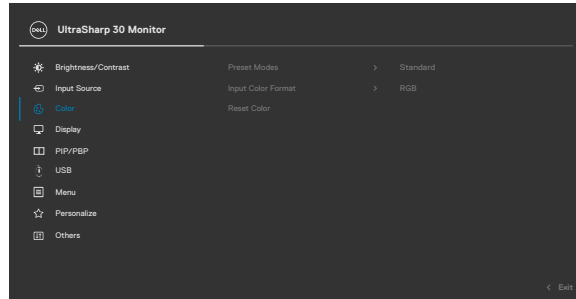 DELL UltraSharp 30 Monitor
Brightness/Contrast Preset Modes > Standard
Input Source Input Color Format > RGB
Color Reset Color
Display
PIP/PBP
USB
Menu
Personalize
Others
< Exit